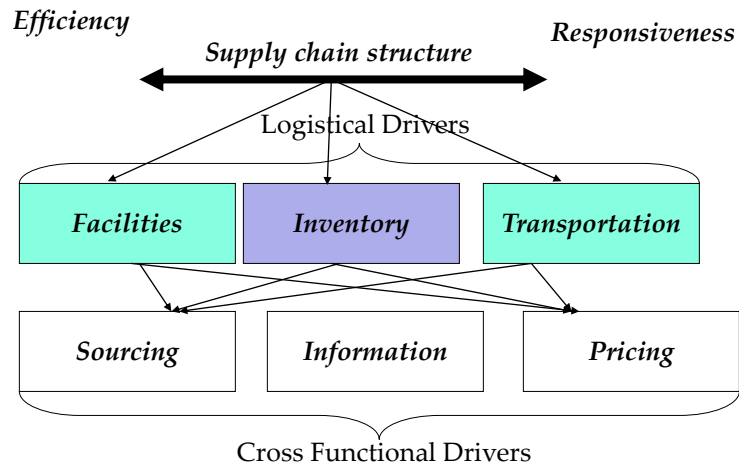 Efficiency
Responsiveness
Supply chain structure
Logistical Drivers
Facilities
Inventory
Transportation
Sourcing
Information
Pricing
Cross Functional Drivers